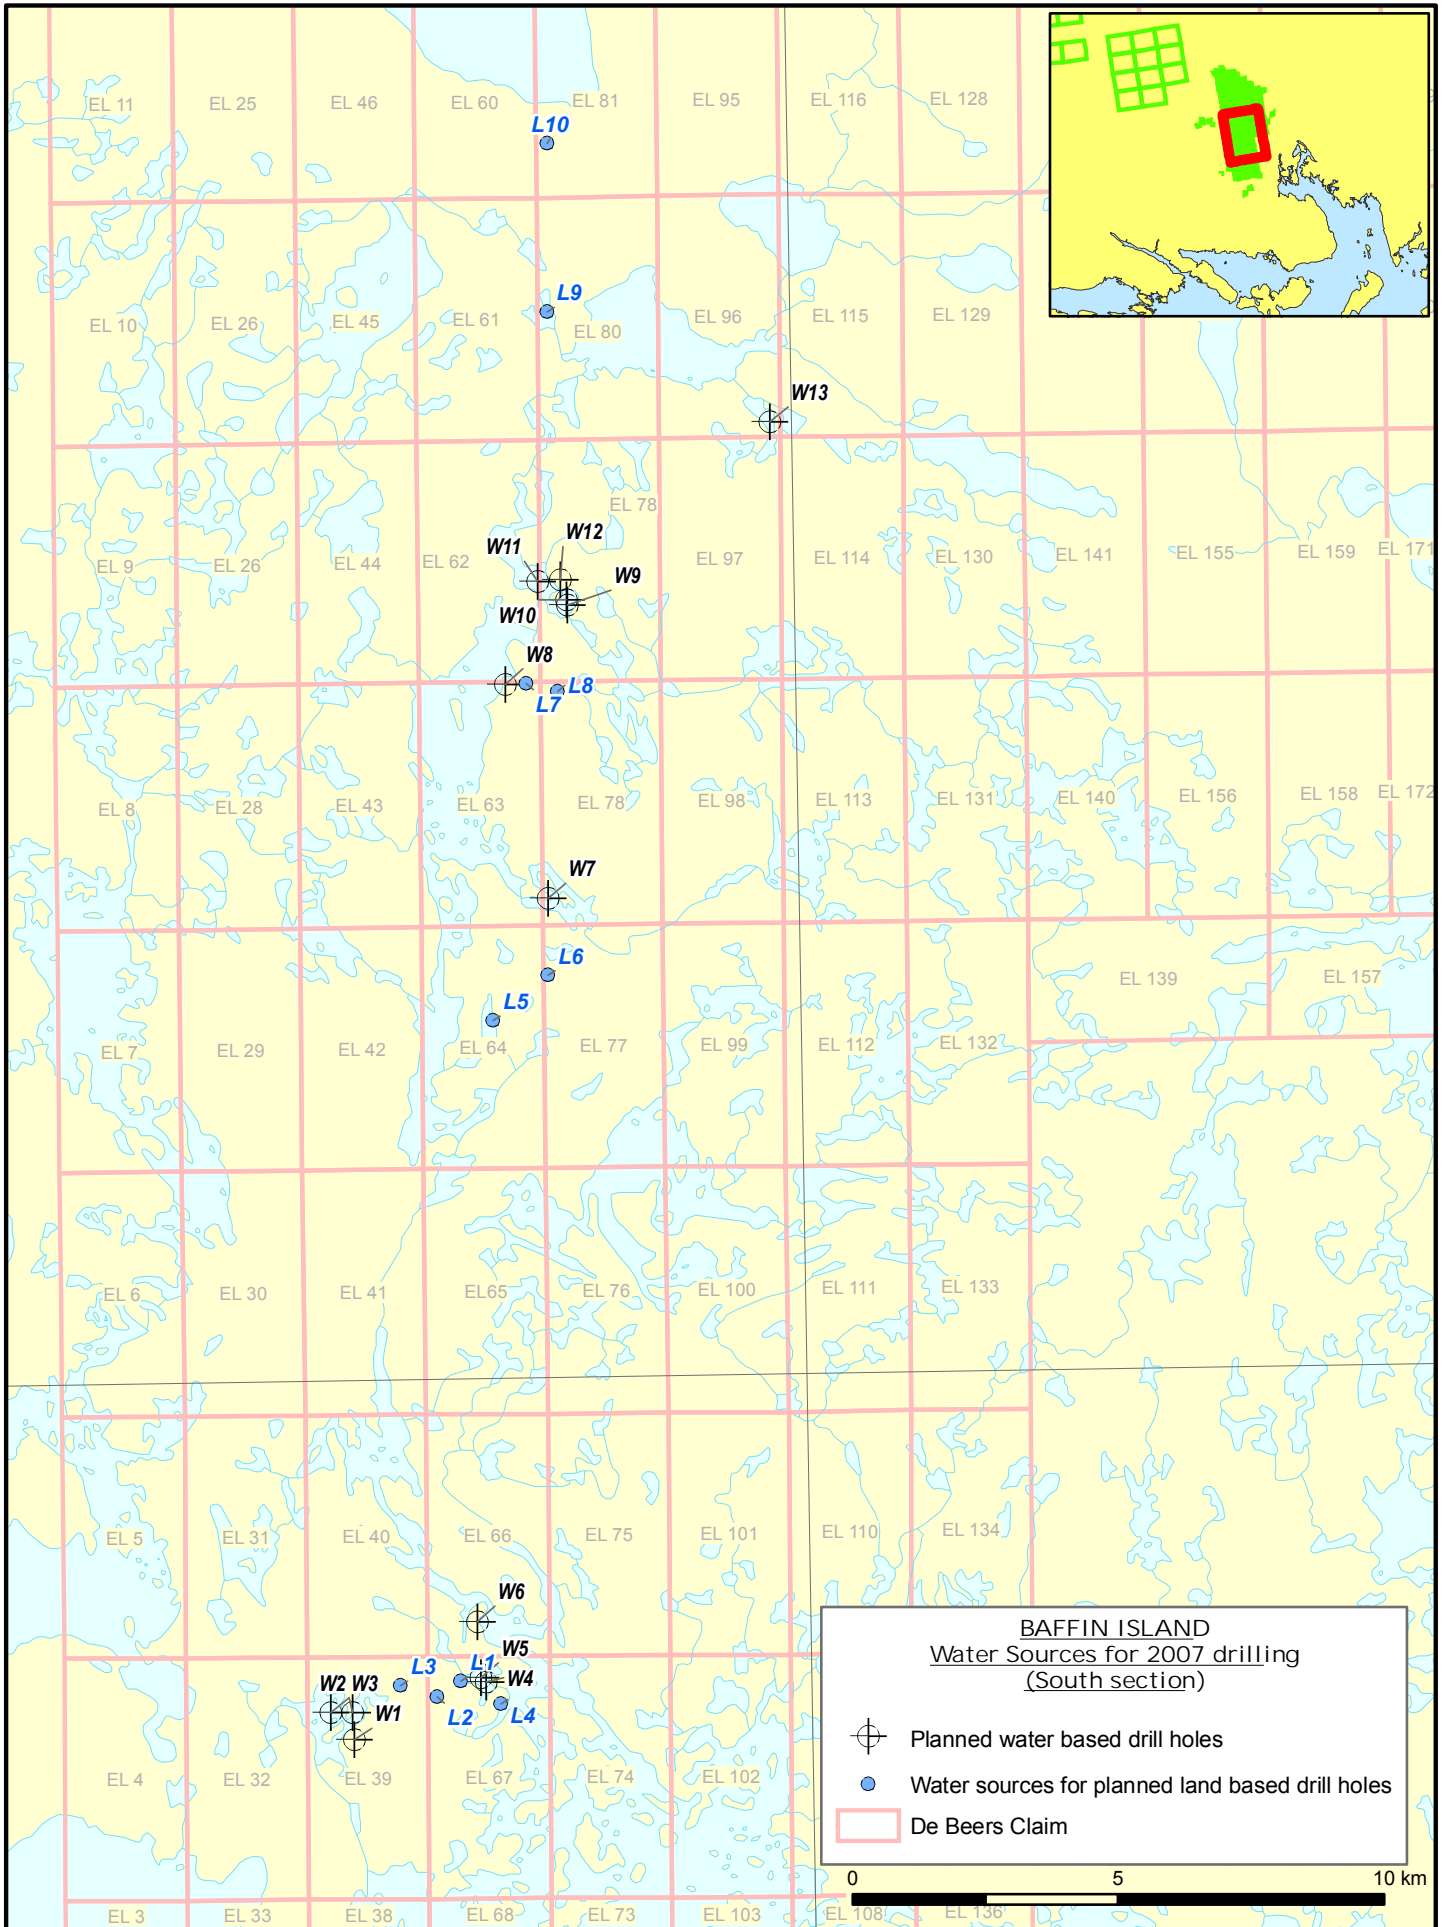 EL 11
EL 25
EL 46
EL 60
EL 81
EL 95
EL 116
EL 128
L10
L9
EL 10
EL 26
EL 45
EL 61
EL 80
EL 96
EL 115
EL 129
W13
EL 78
W12
W11
EL 9
EL 26
EL 44
EL 62
EL 97
EL 114
EL 130
EL 141
EL 155
EL 159
EL 171
W9
W10
W8
L8
L7
EL 8
EL 28
EL 43
EL 63
EL 78
EL 98
EL 113
EL 131
EL 140
EL 156
EL 158
EL 172
W7
L6
L5
EL 139
EL 157
EL 7
EL 29
EL 42
EL 64
EL 77
EL 99
EL 112
EL 132
EL 6
EL 30
EL 41
EL65
EL 76
EL 100
EL 111
EL 133
EL 5
EL 31
EL 40
EL 66
EL 75
EL 101
EL 110
EL 134
W6
W5
L3
L1
W4
W2
W3
W1
L2
L4
EL 4
EL 32
EL 39
EL 67
EL 74
EL 102
BAFFIN ISLAND
Water Sources for 2007 drilling
(South section)
Planned water based drill holes
Water sources for planned land based drill holes
De Beers Claim
0 5 10 km
EL 3
EL 33
EL 38
EL 68
EL 73
EL 103
EL 108
EL 136